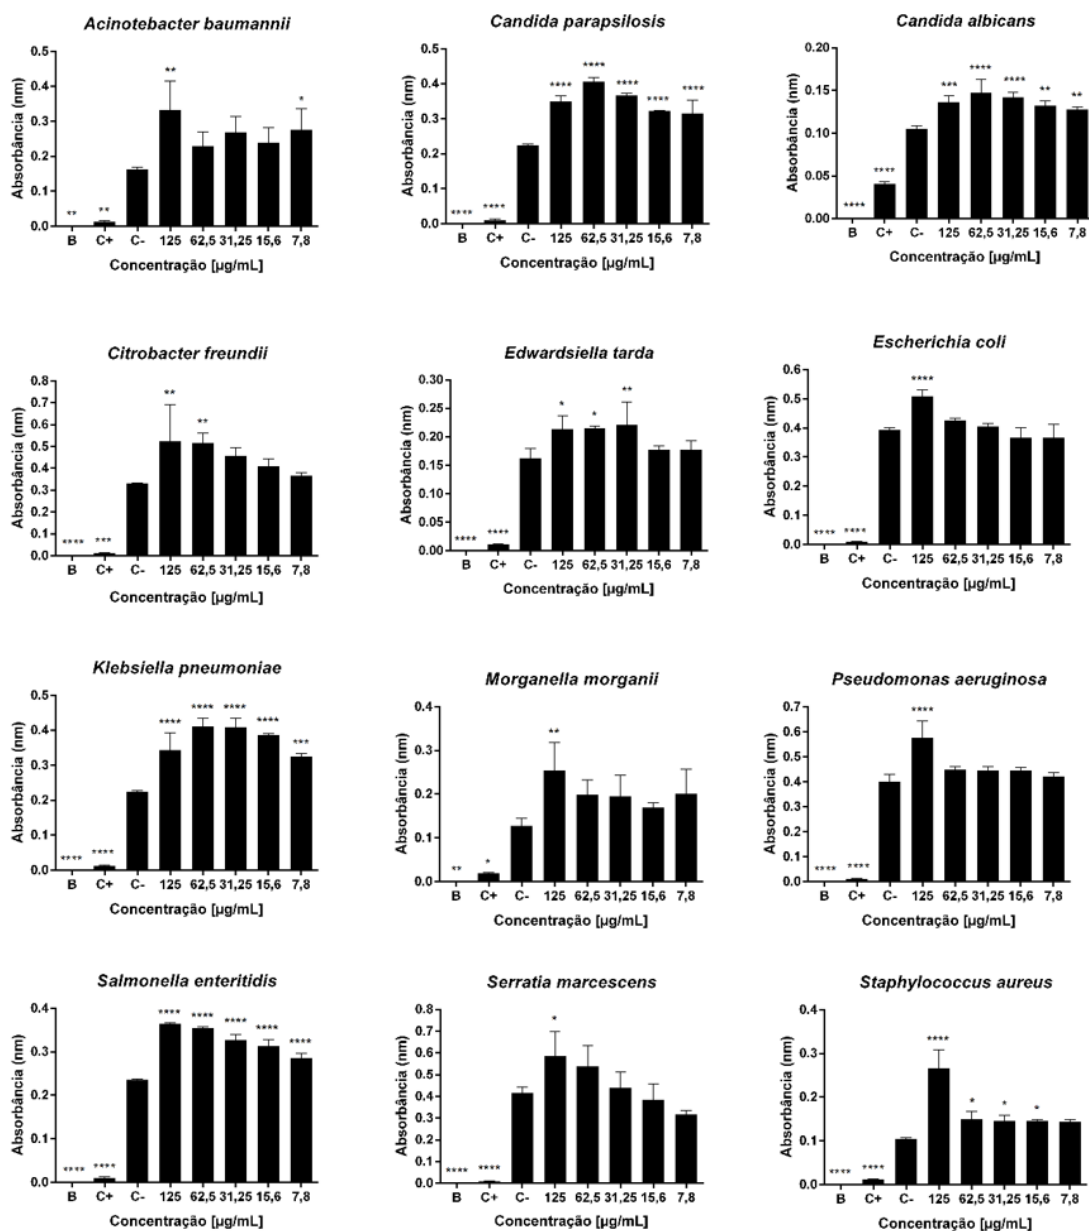 Acinotebacter baumannii
Absorbância (nm)
0.5
0.4
0.3
0.2
0.1
0.0
** ** ** *
B C+ C- 125 62,5 31,25 15,6 7,8
Concentração [µg/mL]
Candida parapsilosis
Absorbância (nm)
0.5
0.4
0.3
0.2
0.1
0.0
**** **** **** **** **** **** ****
B C+ C- 125 62,5 31,25 15,6 7,8
Concentração [µg/mL]
Candida albicans
Absorbância (nm)
0.20
0.15
0.10
0.05
0.00
**** **** *** **** **** ** **
B C+ C- 125 62,5 31,25 15,6 7,8
Concentração [µg/mL]
Citrobacter freundii
Absorbância (nm)
0.8
0.7
0.6
0.5
0.4
0.3
0.2
0.1
0.0
**** *** ** **
B C+ C- 125 62,5 31,25 15,6 7,8
Concentração [µg/mL]
Edwardsiella tarda
Absorbância (nm)
0.30
0.25
0.20
0.15
0.10
0.05
0.00
**** **** * * **
B C+ C- 125 62,5 31,25 15,6 7,8
Concentração [µg/mL]
Escherichia coli
Absorbância (nm)
0.6
0.5
0.4
0.3
0.2
0.1
0.0
**** **** ****
B C+ C- 125 62,5 31,25 15,6 7,8
Concentração [µg/mL]
Klebsiella pneumoniae
Absorbância (nm)
0.5
0.4
0.3
0.2
0.1
0.0
**** **** **** **** **** **** ***
B C+ C- 125 62,5 31,25 15,6 7,8
Concentração [µg/mL]
Morganella morganii
Absorbância (nm)
0.4
0.3
0.2
0.1
0.0
** * **
B C+ C- 125 62,5 31,25 15,6 7,8
Concentração [µg/mL]
Pseudomonas aeruginosa
Absorbância (nm)
0.7
0.6
0.5
0.4
0.3
0.2
0.1
0.0
**** **** ****
B C+ C- 125 62,5 31,25 15,6 7,8
Concentração [µg/mL]
Salmonella enteritidis
Absorbância (nm)
0.4
0.3
0.2
0.1
0.0
**** **** **** **** **** **** ****
B C+ C- 125 62,5 31,25 15,6 7,8
Concentração [µg/mL]
Serratia marcescens
Absorbância (nm)
0.8
0.7
0.6
0.5
0.4
0.3
0.2
0.1
0.0
**** **** *
B C+ C- 125 62,5 31,25 15,6 7,8
Concentração [µg/mL]
Staphylococcus aureus
Absorbância (nm)
0.4
0.3
0.2
0.1
0.0
**** **** **** * * *
B C+ C- 125 62,5 31,25 15,6 7,8
Concentração [µg/mL]